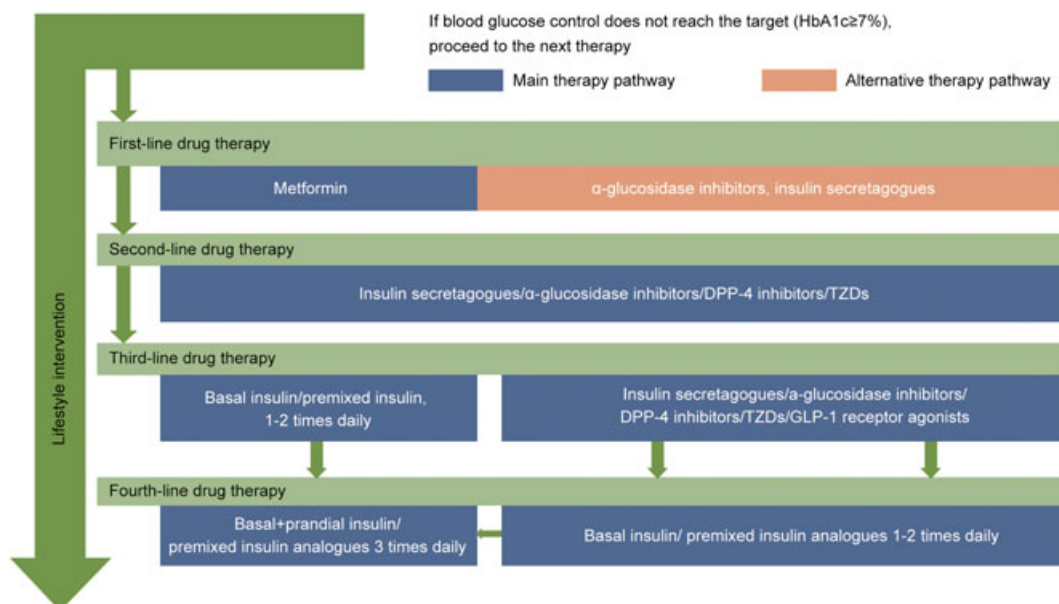 If blood glucose control does not reach the target (HbA1c≥7%),
proceed to the next therapy
Main therapy pathway
Alternative therapy pathway
Lifestyle intervention
First-line drug therapy
Metformin
α-glucosidase inhibitors, insulin secretagogues
Second-line drug therapy
Insulin secretagogues/α-glucosidase inhibitors/DPP-4 inhibitors/TZDs
Third-line drug therapy
Basal insulin/premixed insulin,
1-2 times daily
Insulin secretagogues/a-glucosidase inhibitors/
DPP-4 inhibitors/TZDs/GLP-1 receptor agonists
Fourth-line drug therapy
Basal+prandial insulin/
premixed insulin analogues 3 times daily
Basal insulin/ premixed insulin analogues 1-2 times daily